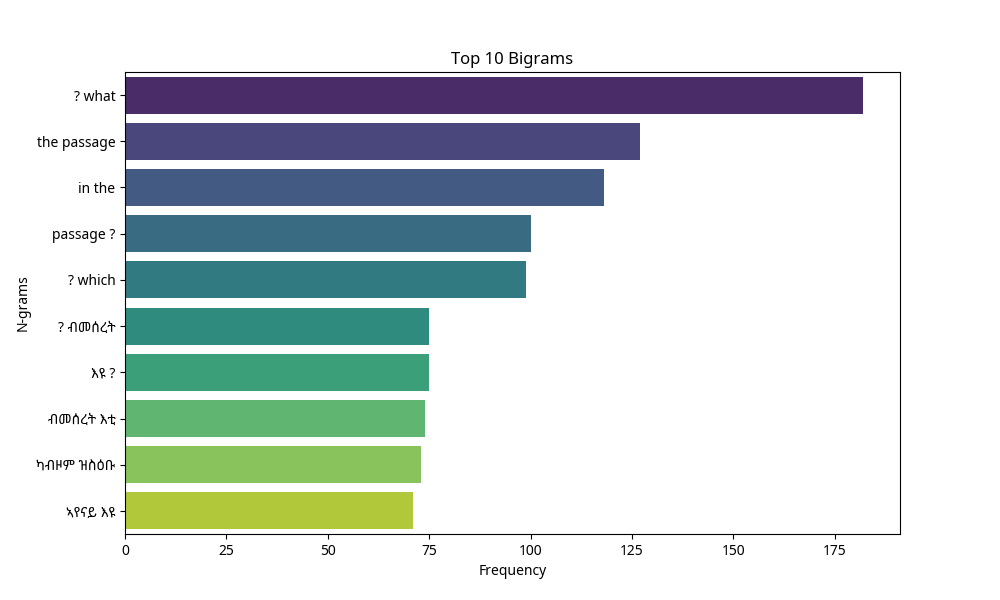 Top 10 Bigrams
N-grams
? what
the passage
in the
passage ?
? which
? ብመሰረት
እዩ ?
ብመሰረት እቲ
ካብዞም ዝስዕቡ
ኣየናይ እዩ
0 25 50 75 100 125 150 175
Frequency